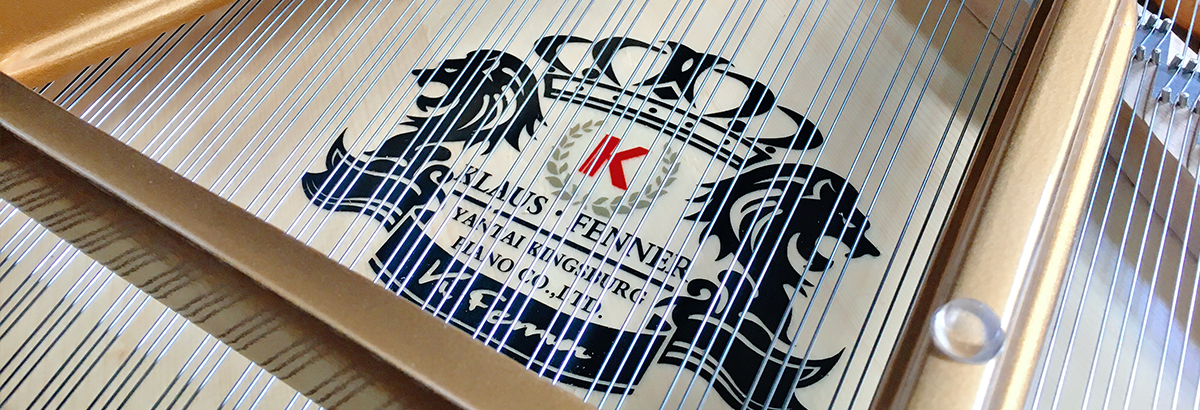 K
KLAUS · FENNER
YANTAI KINGSBURG
PIANO CO.,LTD.